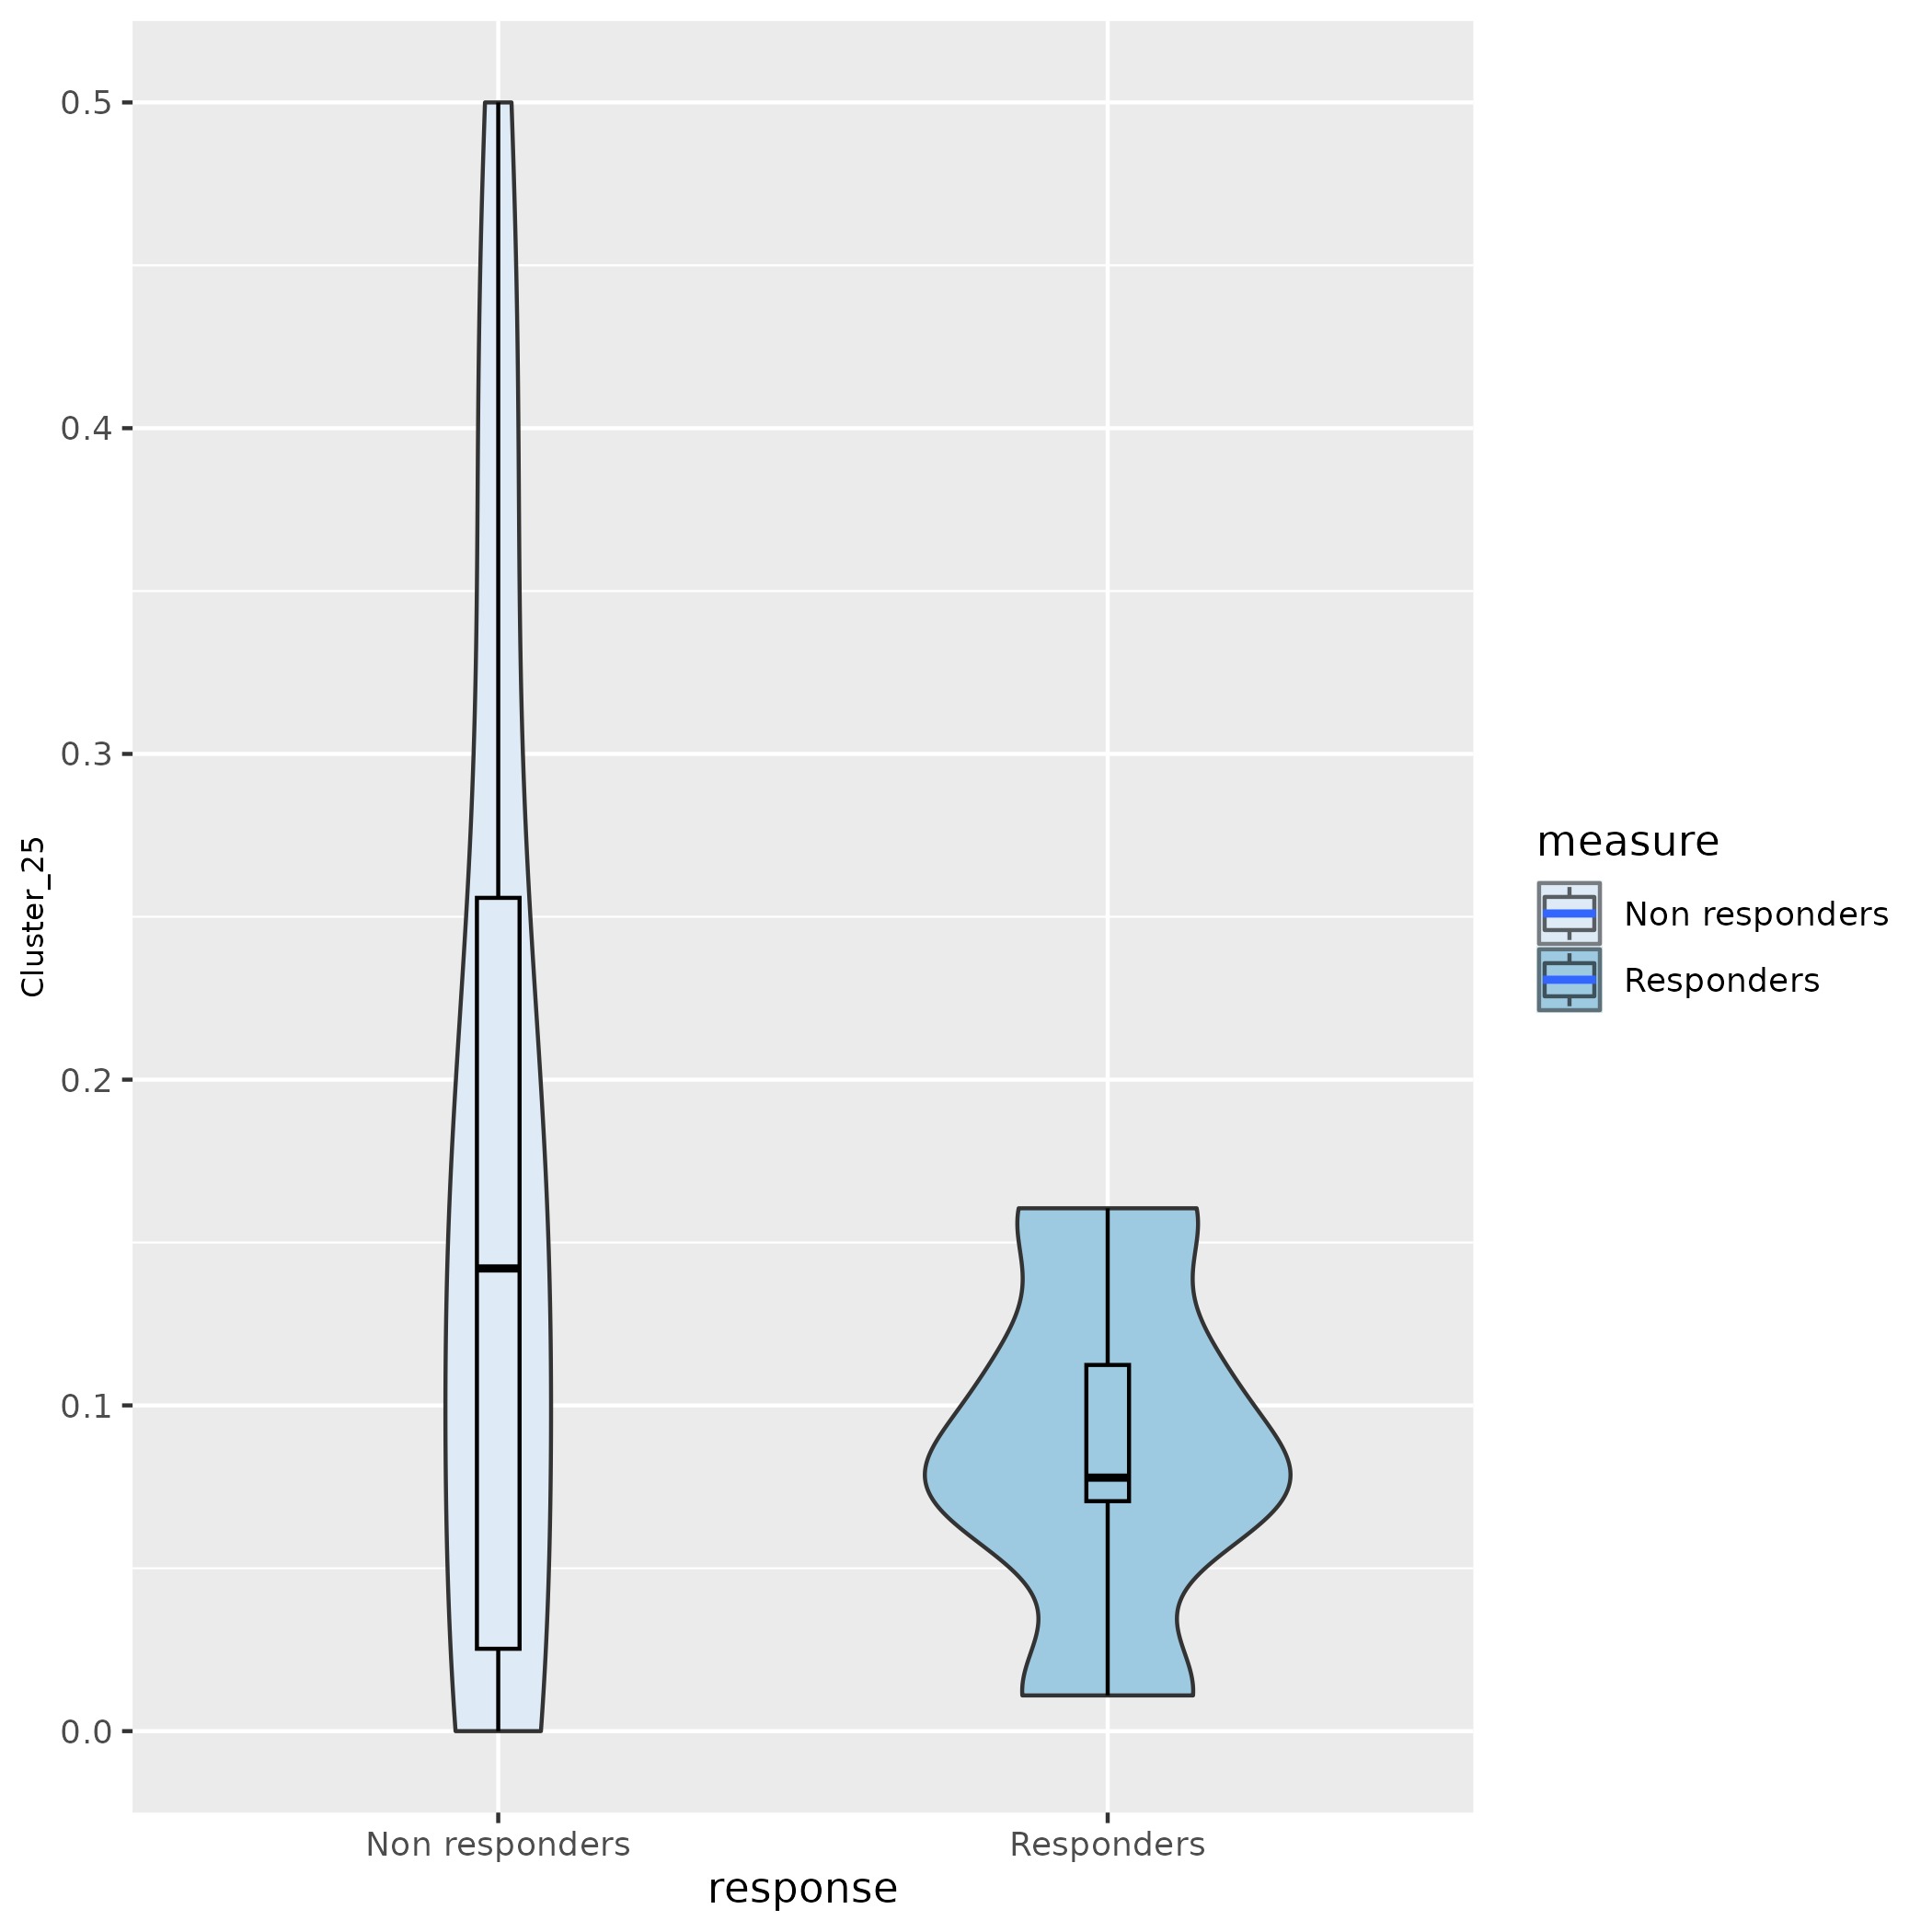 0.5
0.4
0.3
0.2
0.1
0.0
Cluster_25
Non responders
Responders
response
measure
Non responders
Responders